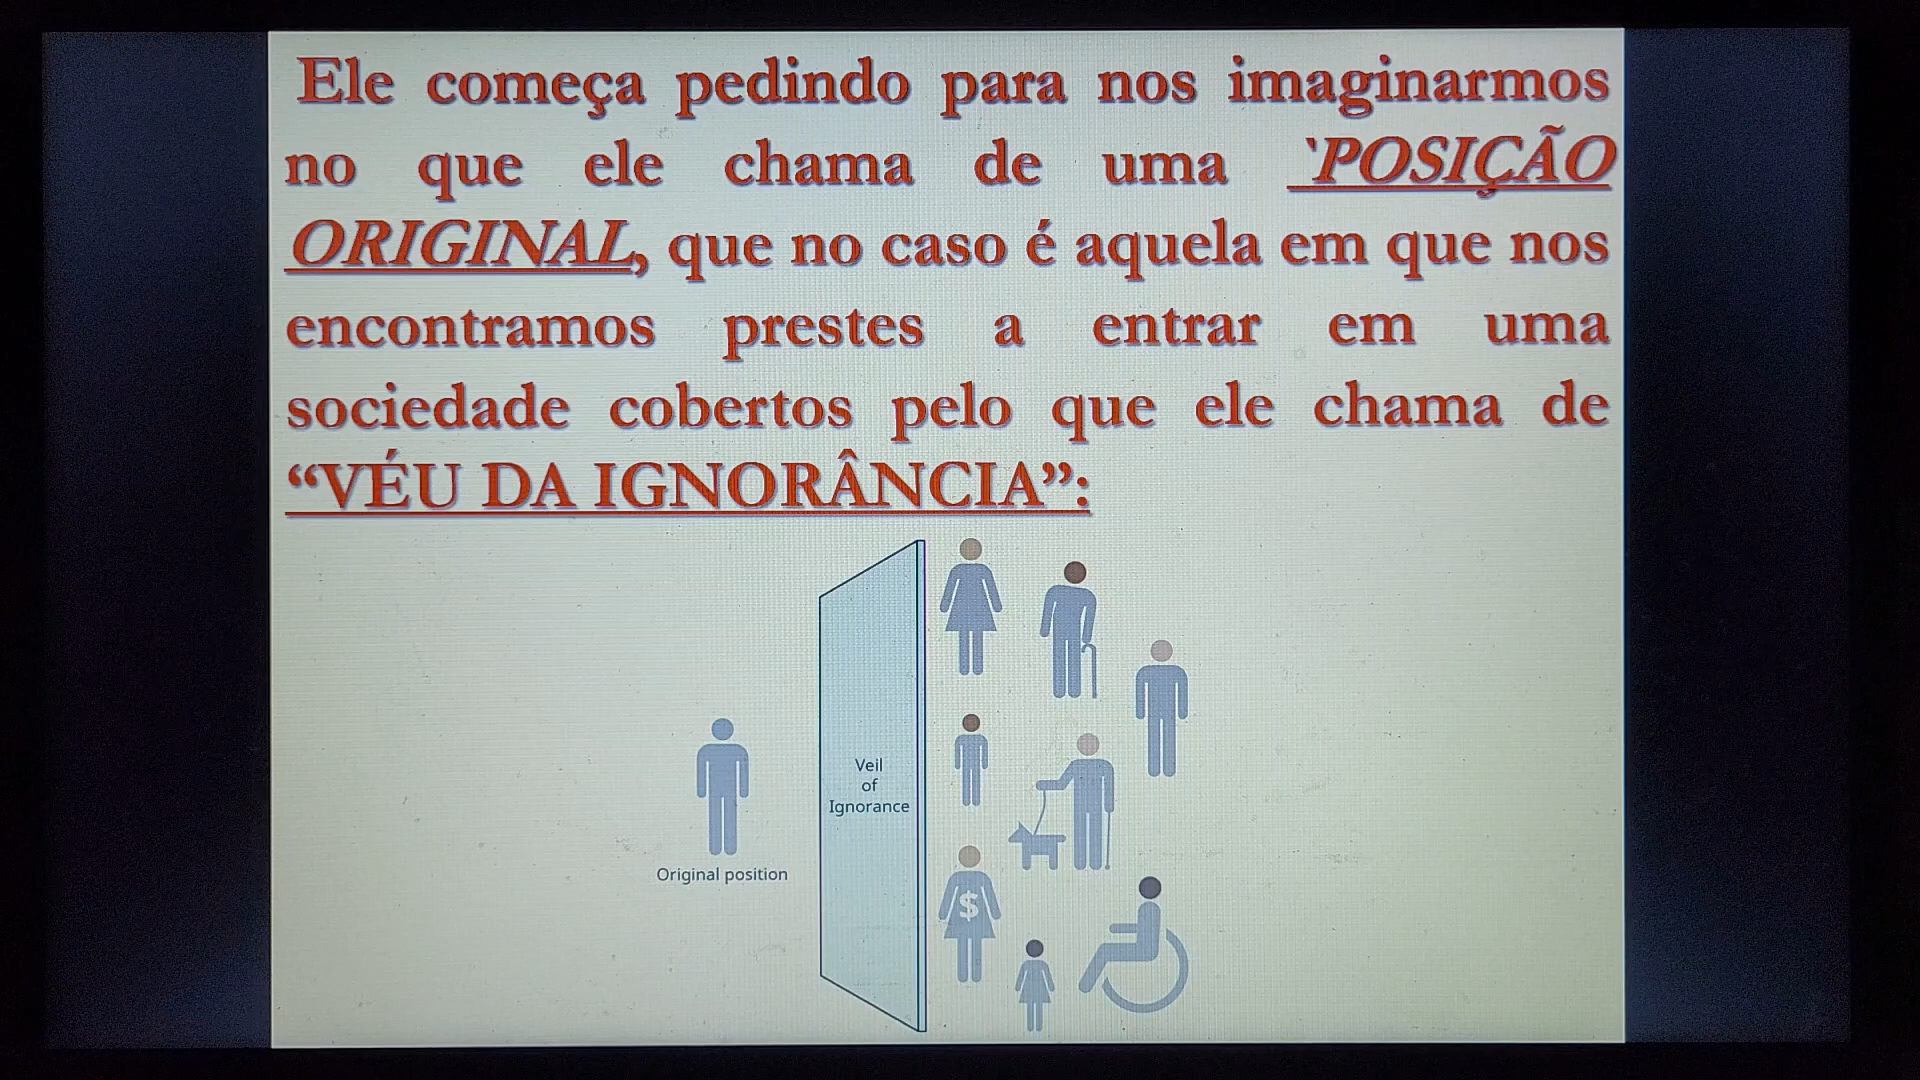 Ele começa pedindo para nos imaginarmos
no que ele chama de uma `POSIÇÃO
ORIGINAL, que no caso é aquela em que nos
encontramos prestes a entrar em uma
sociedade cobertos pelo que ele chama de
“VÉU DA IGNORÂNCIA”:
Veil
of
Ignorance
Original position
$